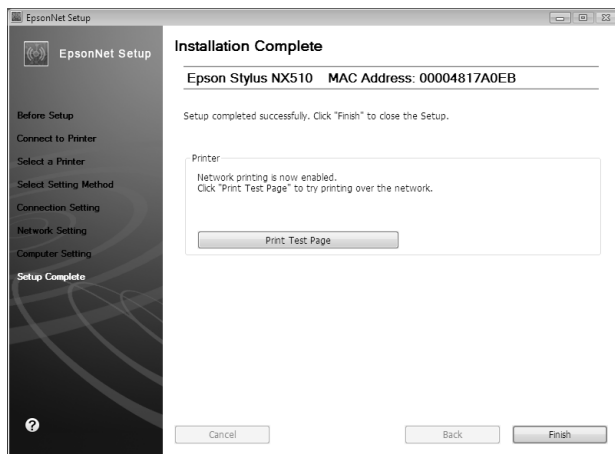 EpsonNet Setup
EpsonNet Setup
Before Setup
Connect to Printer
Select a Printer
Select Setting Method
Connection Setting
Network Setting
Computer Setting
Setup Complete
?
Installation Complete
Epson Stylus NX510 MAC Address: 00004817A0EB
Setup completed successfully. Click "Finish" to close the Setup.
Printer
Network printing is now enabled.
Click "Print Test Page" to try printing over the network.
Print Test Page
Cancel
Back
Finish